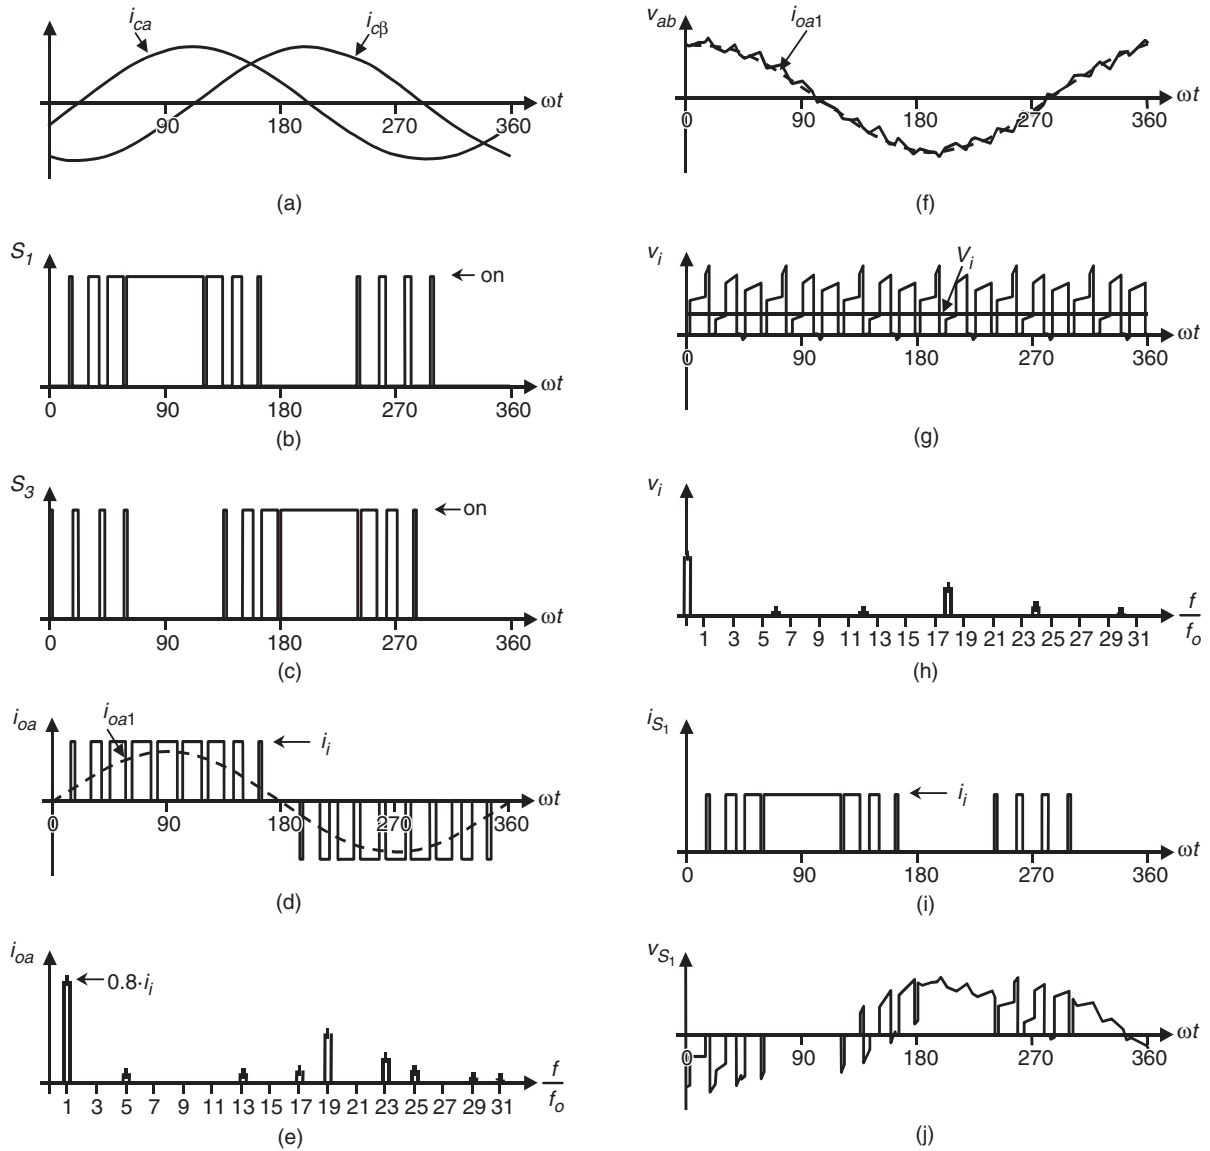 i_ca i_cβ
ωt
90 180 270 360
(a)
S_1
on
ωt
0 90 180 270 360
(b)
S_3
on
ωt
0 90 180 270 360
(c)
i_oa i_oa1
i_i
ωt
0 90 180 270 360
(d)
i_oa
0.8·i_i
f
f_o
1 3 5 7 9 11 13 15 17 19 21 23 25 27 29 31
(e)
v_ab i_oa1
ωt
0 90 180 270 360
(f)
v_i V_i
ωt
0 90 180 270 360
(g)
v_i
f
f_o
1 3 5 7 9 11 13 15 17 19 21 23 25 27 29 31
(h)
i_S_1
i_i
ωt
0 90 180 270 360
(i)
v_S_1
ωt
0 90 180 270 360
(j)